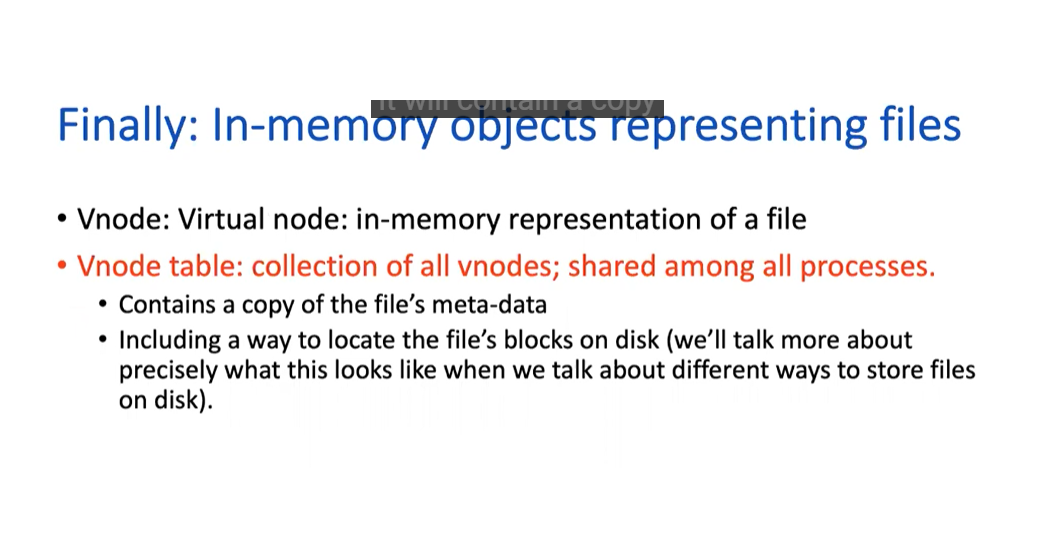 It will contain a copy
Finally: In-memory objects representing files
• Vnode: Virtual node: in-memory representation of a file
• Vnode table: collection of all vnodes; shared among all processes.
• Contains a copy of the file's meta-data
• Including a way to locate the file's blocks on disk (we'll talk more about
precisely what this looks like when we talk about different ways to store files
on disk).